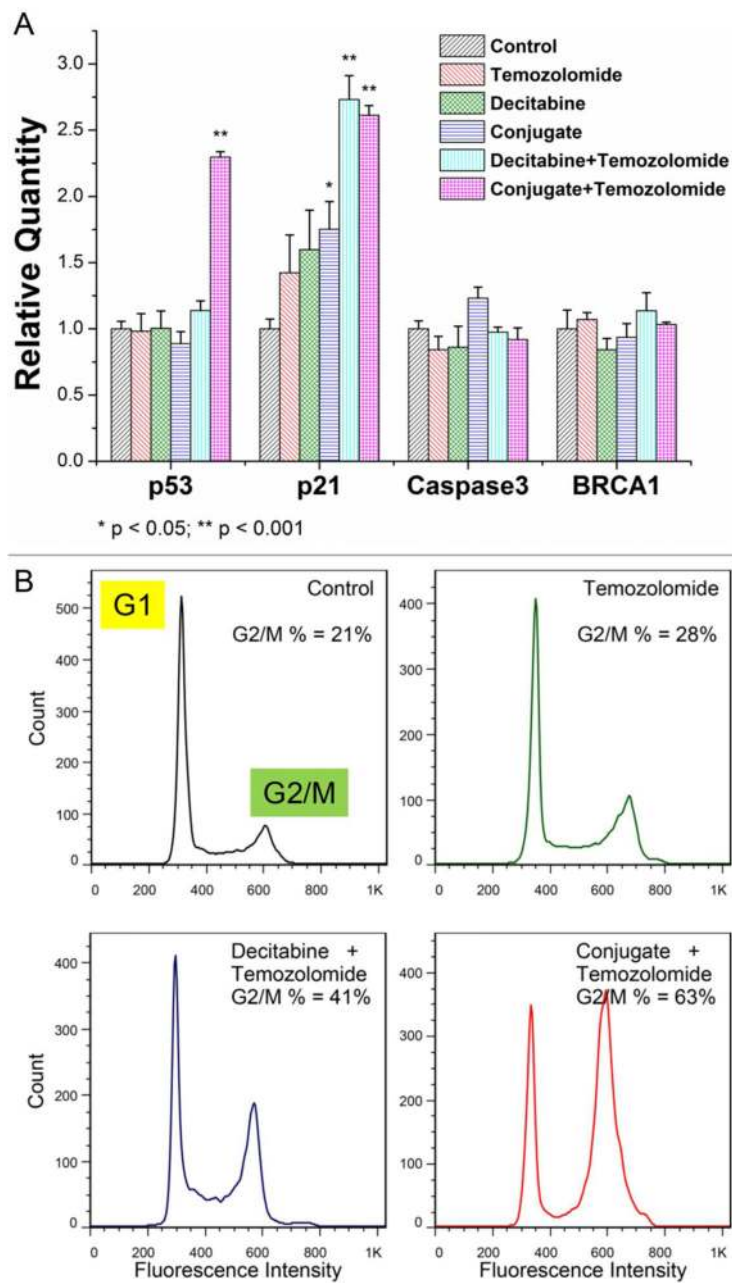 A
Relative Quantity
3.0
2.5
2.0
1.5
1.0
0.5
0.0
**
*
**
**
Control
Temozolomide
Decitabine
Conjugate
Decitabine+Temozolomide
Conjugate+Temozolomide
p53 p21 Caspase3 BRCA1
* p < 0.05; ** p < 0.001
B
G1
Control
G2/M % = 21%
G2/M
Count
500
400
300
200
100
0
0 200 400 600 800 1K
Temozolomide
G2/M % = 28%
400
300
200
100
0
0 200 400 600 800 1K
Decitabine +
Temozolomide
G2/M % = 41%
Count
400
300
200
100
0
0 200 400 600 800 1K
Fluorescence Intensity
Conjugate +
Temozolomide
G2/M % = 63%
400
300
200
100
0
0 200 400 600 800 1K
Fluorescence Intensity